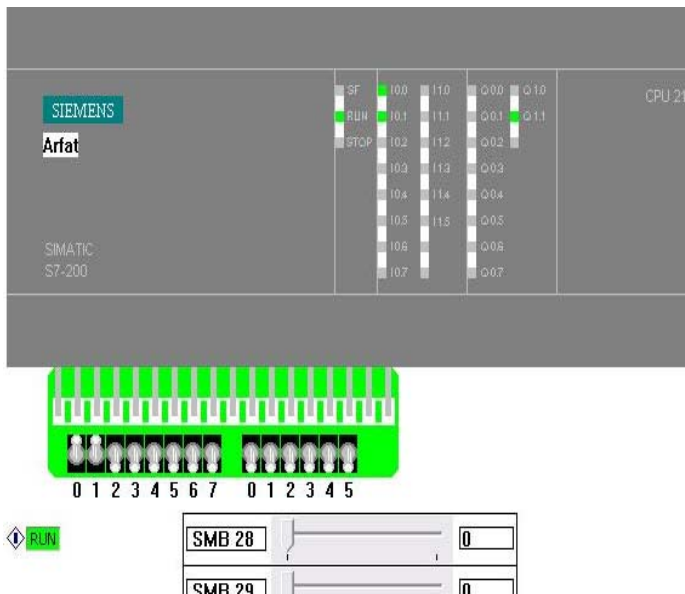 SF I0.0 I1.0 Q0.0 Q1.0
SIEMENS RUN I0.1 I1.1 Q0.1 Q1.1 CPU 21
Arfat STOP I0.2 I1.2 Q0.2
I0.3 I1.3 Q0.3
I0.4 I1.4 Q0.4
I0.5 I1.5 Q0.5
SIMATIC I0.6 Q0.6
S7-200 I0.7 Q0.7
0 1 2 3 4 5 6 7 0 1 2 3 4 5
RUN SMB 28 0
SMB 29 0